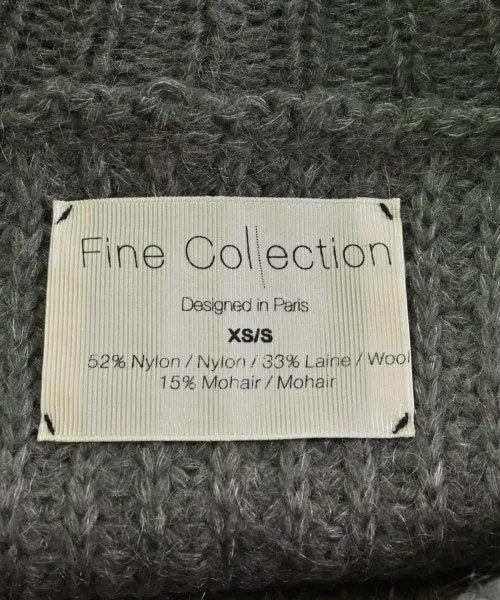 Fine Collection
Designed in Paris
XS/S
52% Nylon / Nylon / 33% Laine / Wool
15% Mohair / Mohair